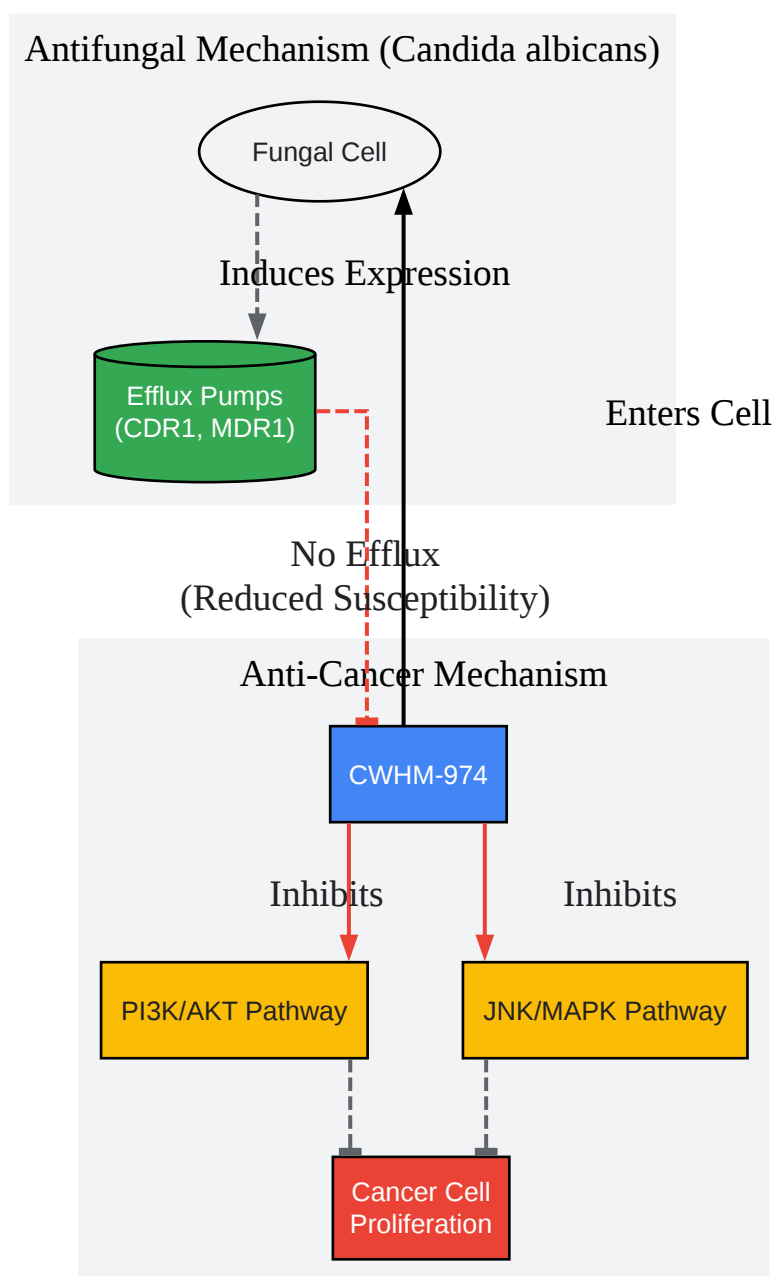 Antifungal Mechanism (Candida albicans)
Fungal Cell
Induces Expression
Efflux Pumps
(CDR1, MDR1)
Enters Cell
No Efflux
(Reduced Susceptibility)
Anti-Cancer Mechanism
CWHM-974
Inhibits
Inhibits
PI3K/AKT Pathway
JNK/MAPK Pathway
Cancer Cell
Proliferation